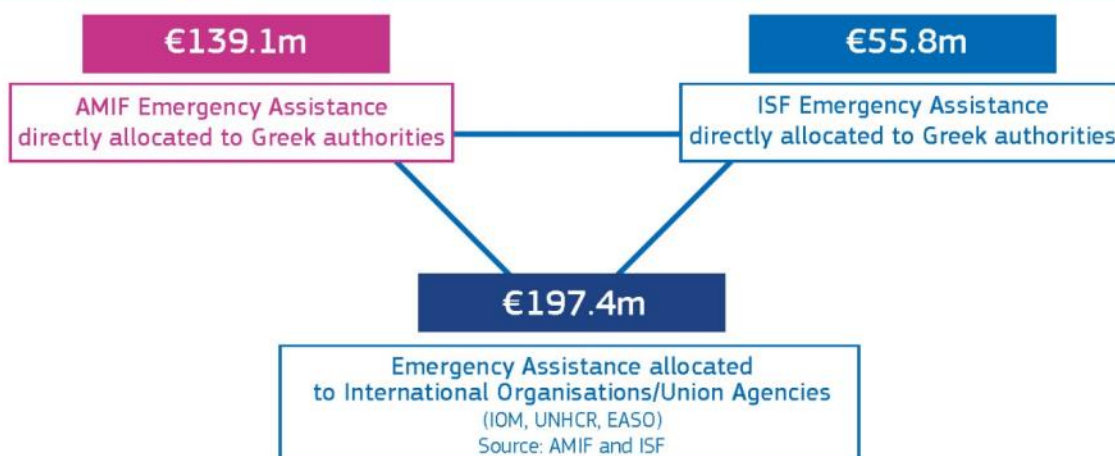 €139.1m
AMIF Emergency Assistance
directly allocated to Greek authorities
€55.8m
ISF Emergency Assistance
directly allocated to Greek authorities
€197.4m
Emergency Assistance allocated
to International Organisations/Union Agencies
(IOM, UNHCR, EASO)
Source: AMIF and ISF